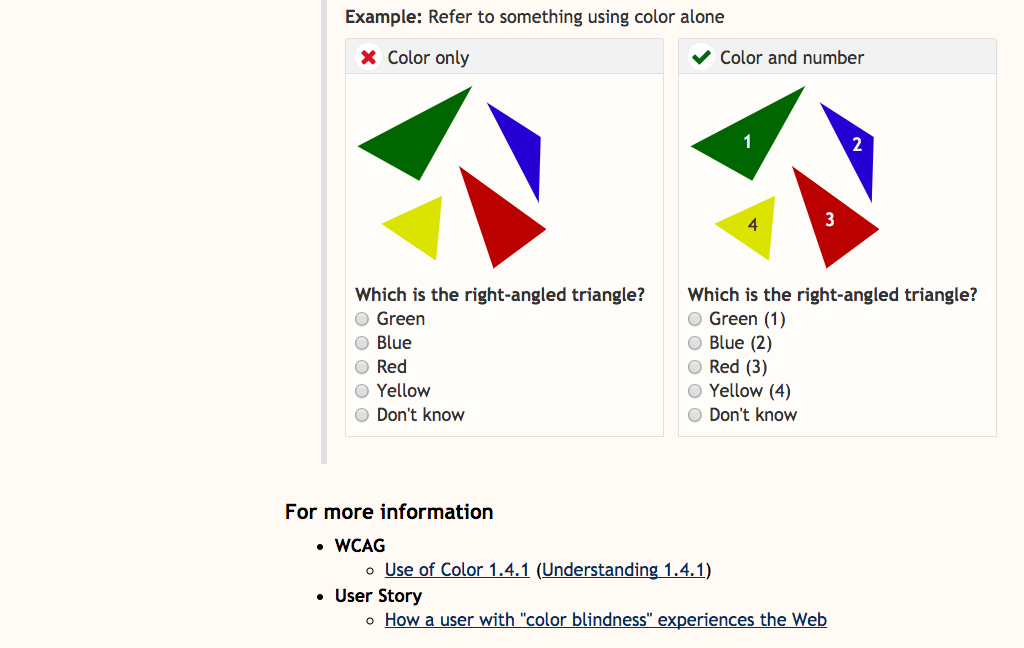 Example: Refer to something using color alone
Color only
1
2
3
4
Which is the right-angled triangle?
Green
Blue
Red
Yellow
Don't know
Color and number
Which is the right-angled triangle?
Green (1)
Blue (2)
Red (3)
Yellow (4)
Don't know
For more information
WCAG
Use of Color 1.4.1 (Understanding 1.4.1)
User Story
How a user with "color blindness" experiences the Web